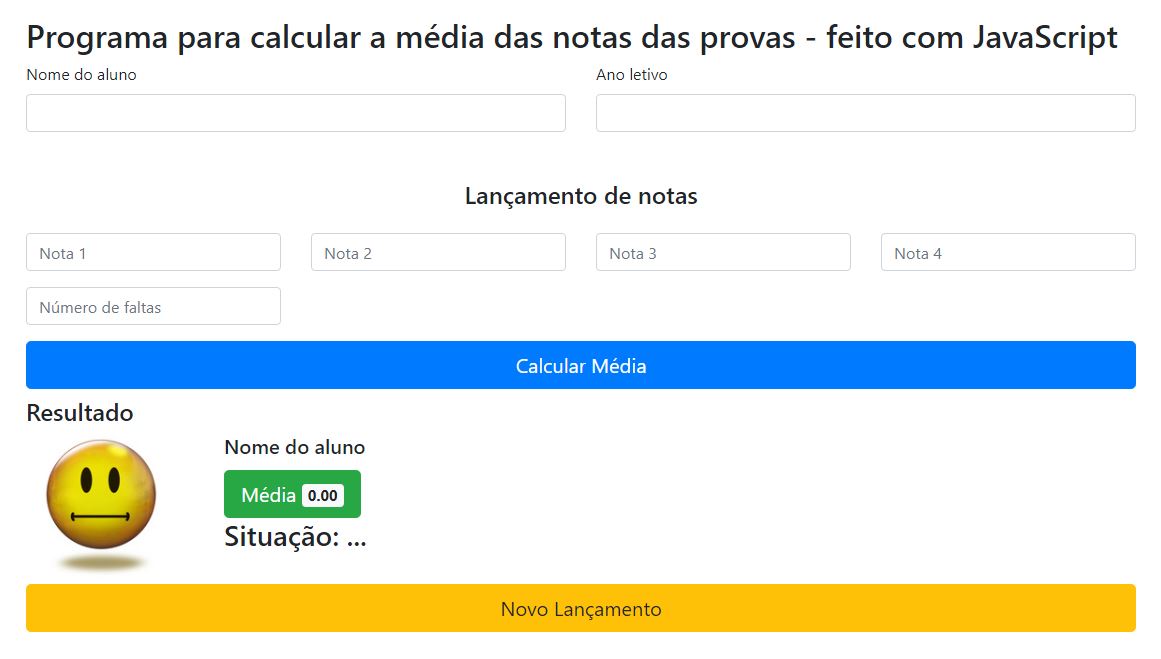 Programa para calcular a média das notas das provas - feito com JavaScript
Nome do aluno
Ano letivo
Lançamento de notas
Nota 1
Nota 2
Nota 3
Nota 4
Número de faltas
Calcular Média
Resultado
Nome do aluno
Média 0.00
Situação: ...
Novo Lançamento